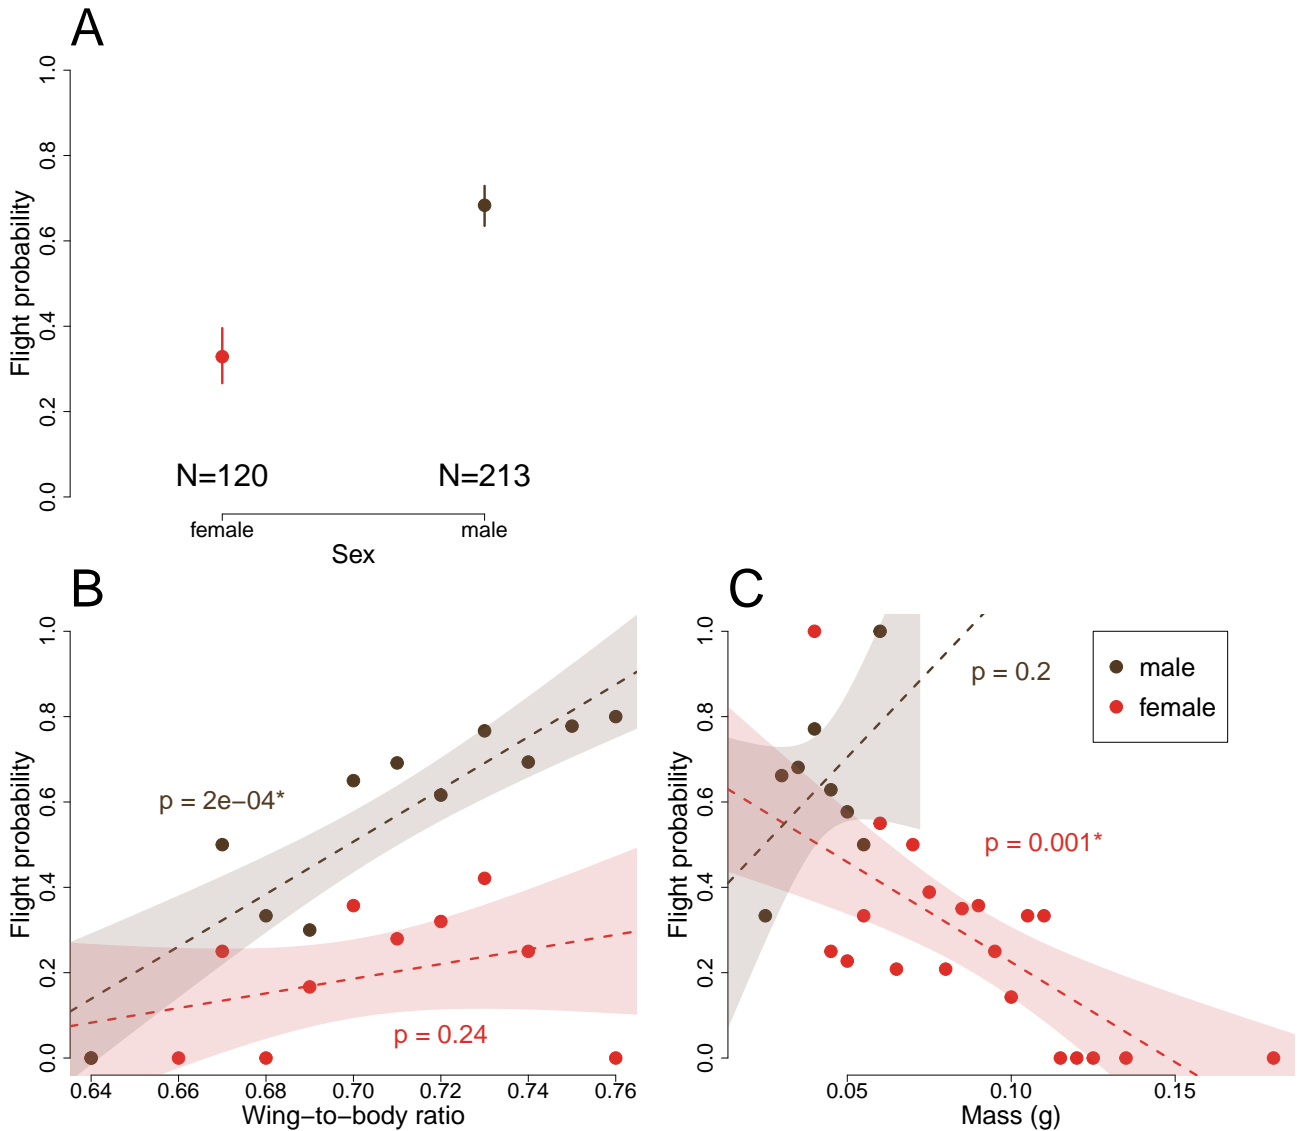 A
Flight probability
1.0
0.8
0.6
0.4
0.2
0.0
N=120
N=213
female
male
Sex
B
Flight probability
1.0
0.8
0.6
0.4
0.2
0.0
p = 2e−04*
p = 0.24
0.64 0.66 0.68 0.70 0.72 0.74 0.76
Wing−to−body ratio
C
Flight probability
1.0
0.8
0.6
0.4
0.2
0.0
p = 0.2
p = 0.001*
male
female
0.05 0.10 0.15
Mass (g)